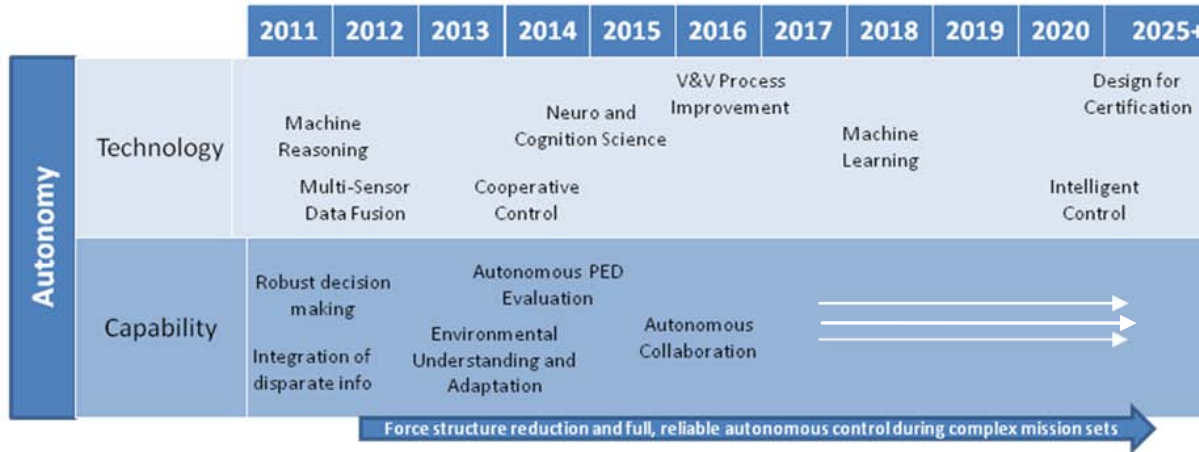 2011 2012 2013 2014 2015 2016 2017 2018 2019 2020 2025+
Autonomy
Technology
Machine
Reasoning
Multi-Sensor
Data Fusion
Neuro and
Cognition Science
Cooperative
Control
V&V Process
Improvement
Machine
Learning
Design for
Certification
Intelligent
Control
Capability
Robust decision
making
Integration of
disparate info
Autonomous PED
Evaluation
Environmental
Understanding and
Adaptation
Autonomous
Collaboration
Force structure reduction and full, reliable autonomous control during complex mission sets